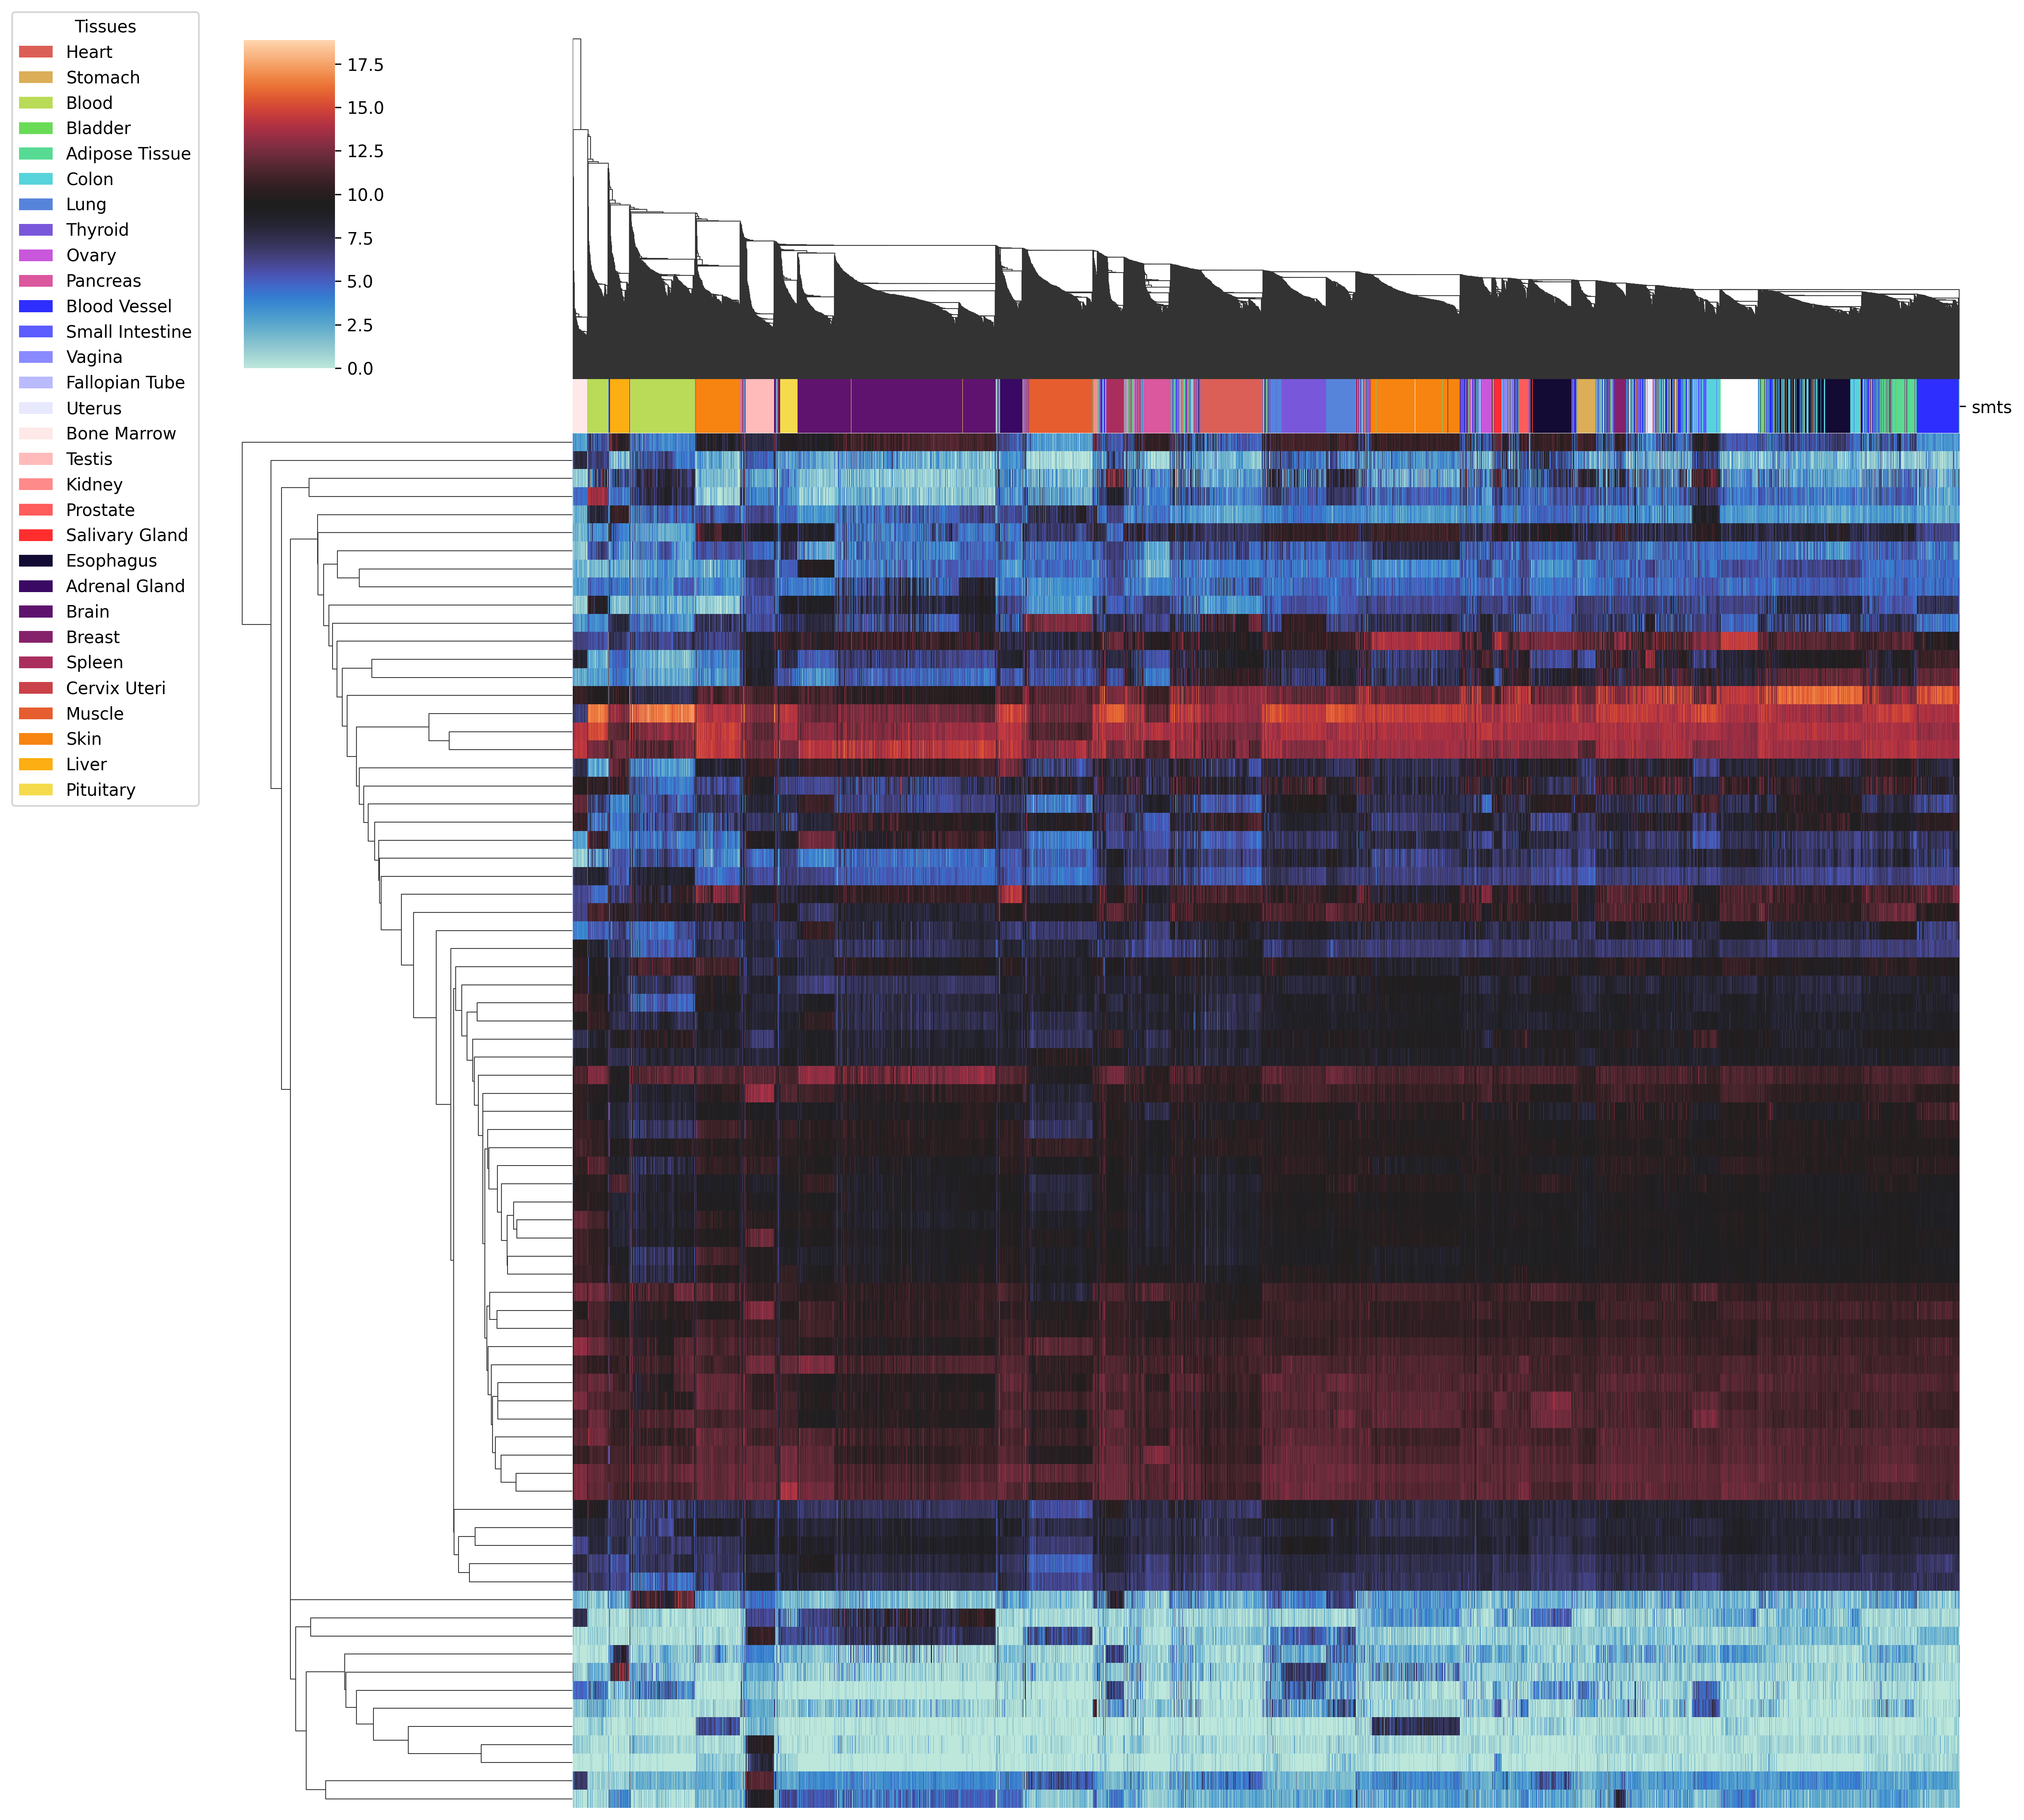 Tissues
Heart
Stomach
Blood
Bladder
Adipose Tissue
Colon
Lung
Thyroid
Ovary
Pancreas
Blood Vessel
Small Intestine
Vagina
Fallopian Tube
Uterus
Bone Marrow
Testis
Kidney
Prostate
Salivary Gland
Esophagus
Adrenal Gland
Brain
Breast
Spleen
Cervix Uteri
Muscle
Skin
Liver
Pituitary
17.5
15.0
12.5
10.0
7.5
5.0
2.5
0.0
smts